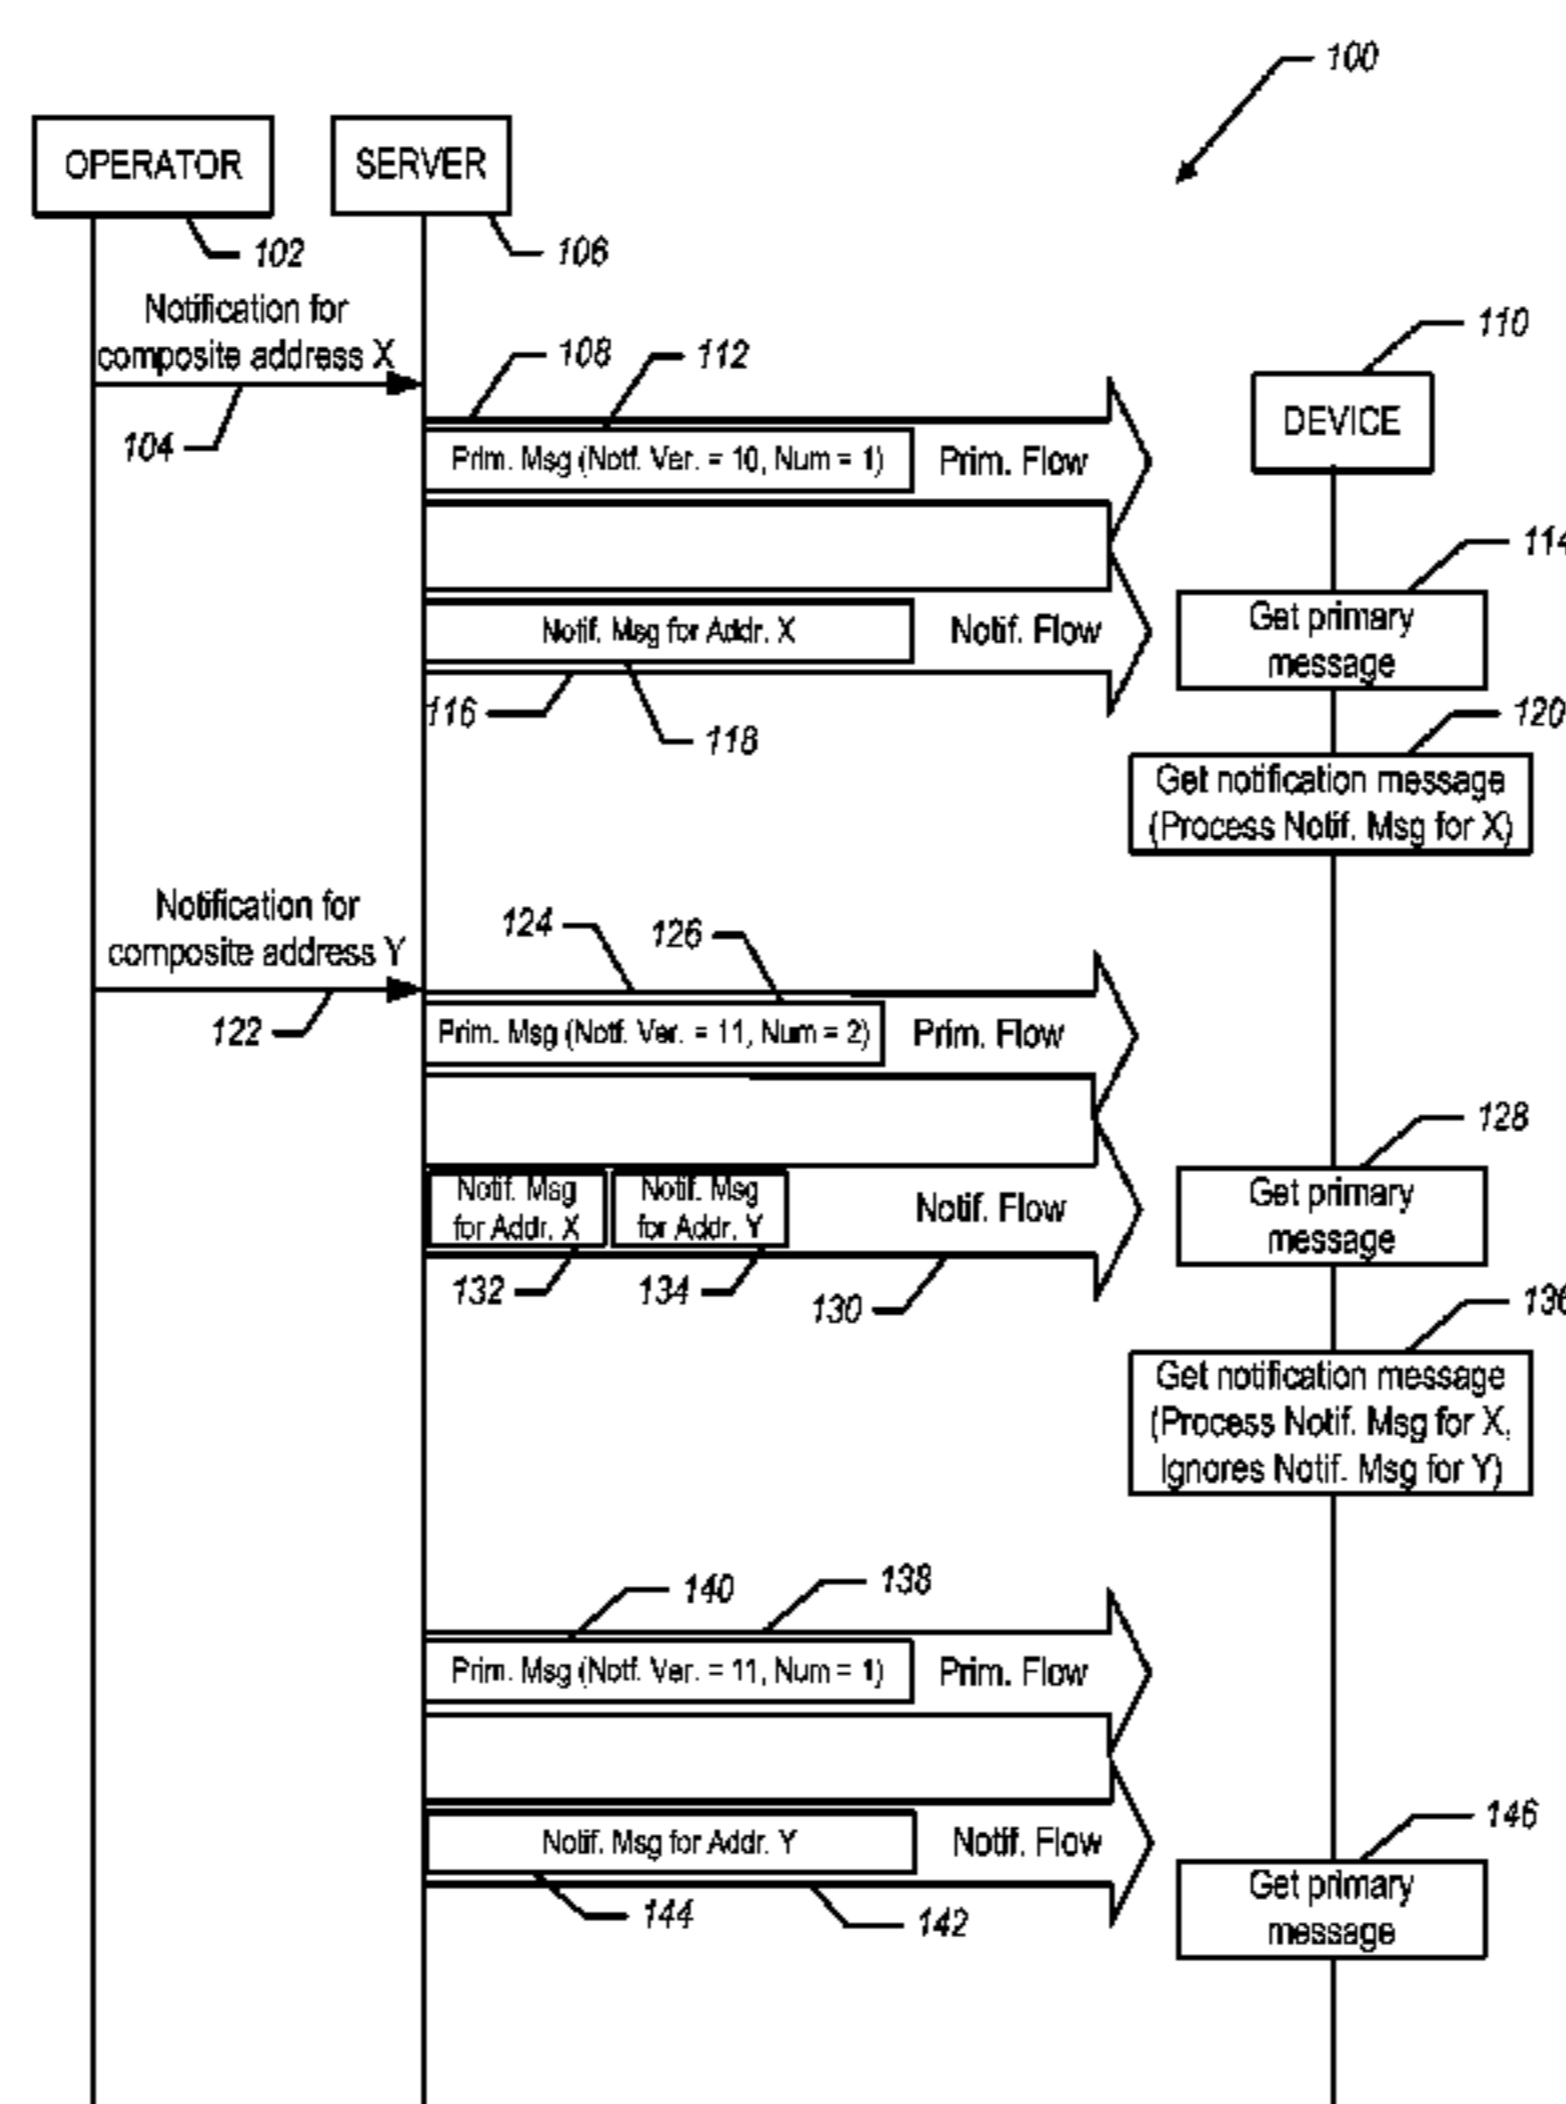 100
OPERATOR
SERVER
102
106
Notification for
composite address X
104
108
112
110
DEVICE
Prim. Msg (Notf. Ver. = 10, Num = 1)
Prim. Flow
114
Notif. Msg for Addr. X
Notif. Flow
Get primary
message
116
118
120
Get notification message
(Process Notif. Msg for X)
Notification for
composite address Y
122
124
126
Prim. Msg (Notf. Ver. = 11, Num = 2)
Prim. Flow
128
Notif. Msg
for Addr. X
Notif. Msg
for Addr. Y
Notif. Flow
Get primary
message
132
134
130
136
Get notification message
(Process Notif. Msg for X,
Ignores Notif. Msg for Y)
140
138
Prim. Msg (Notf. Ver. = 11, Num = 1)
Prim. Flow
146
Notif. Msg for Addr. Y
Notif. Flow
Get primary
message
144
142